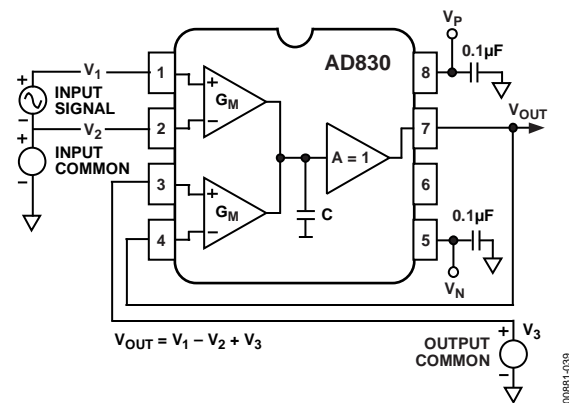 VP
AD830
0.1µF
V1
1
+
GM
–
8
+
INPUT
SIGNAL
–
V2
2
A = 1
7
VOUT
+
INPUT
COMMON
–
3
+
GM
–
6
C
4
5
0.1µF
VN
VOUT = V1 – V2 + V3
OUTPUT
COMMON
+
V3
–
00881-039